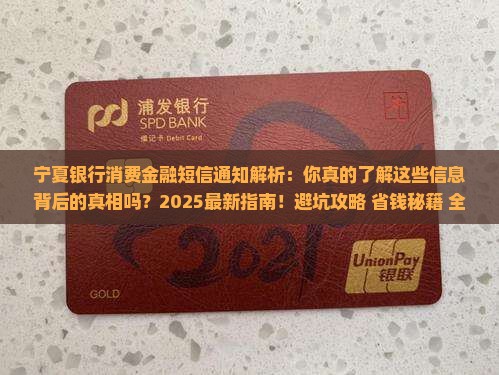 浦发银行
SPD BANK
借记卡 Debit Card
宁夏银行消费金融短信通知解析：你真的了解这些信息
背后的真相吗？2025最新指南！避坑攻略 省钱秘籍 全
2021
UnionPay
银联
GOLD